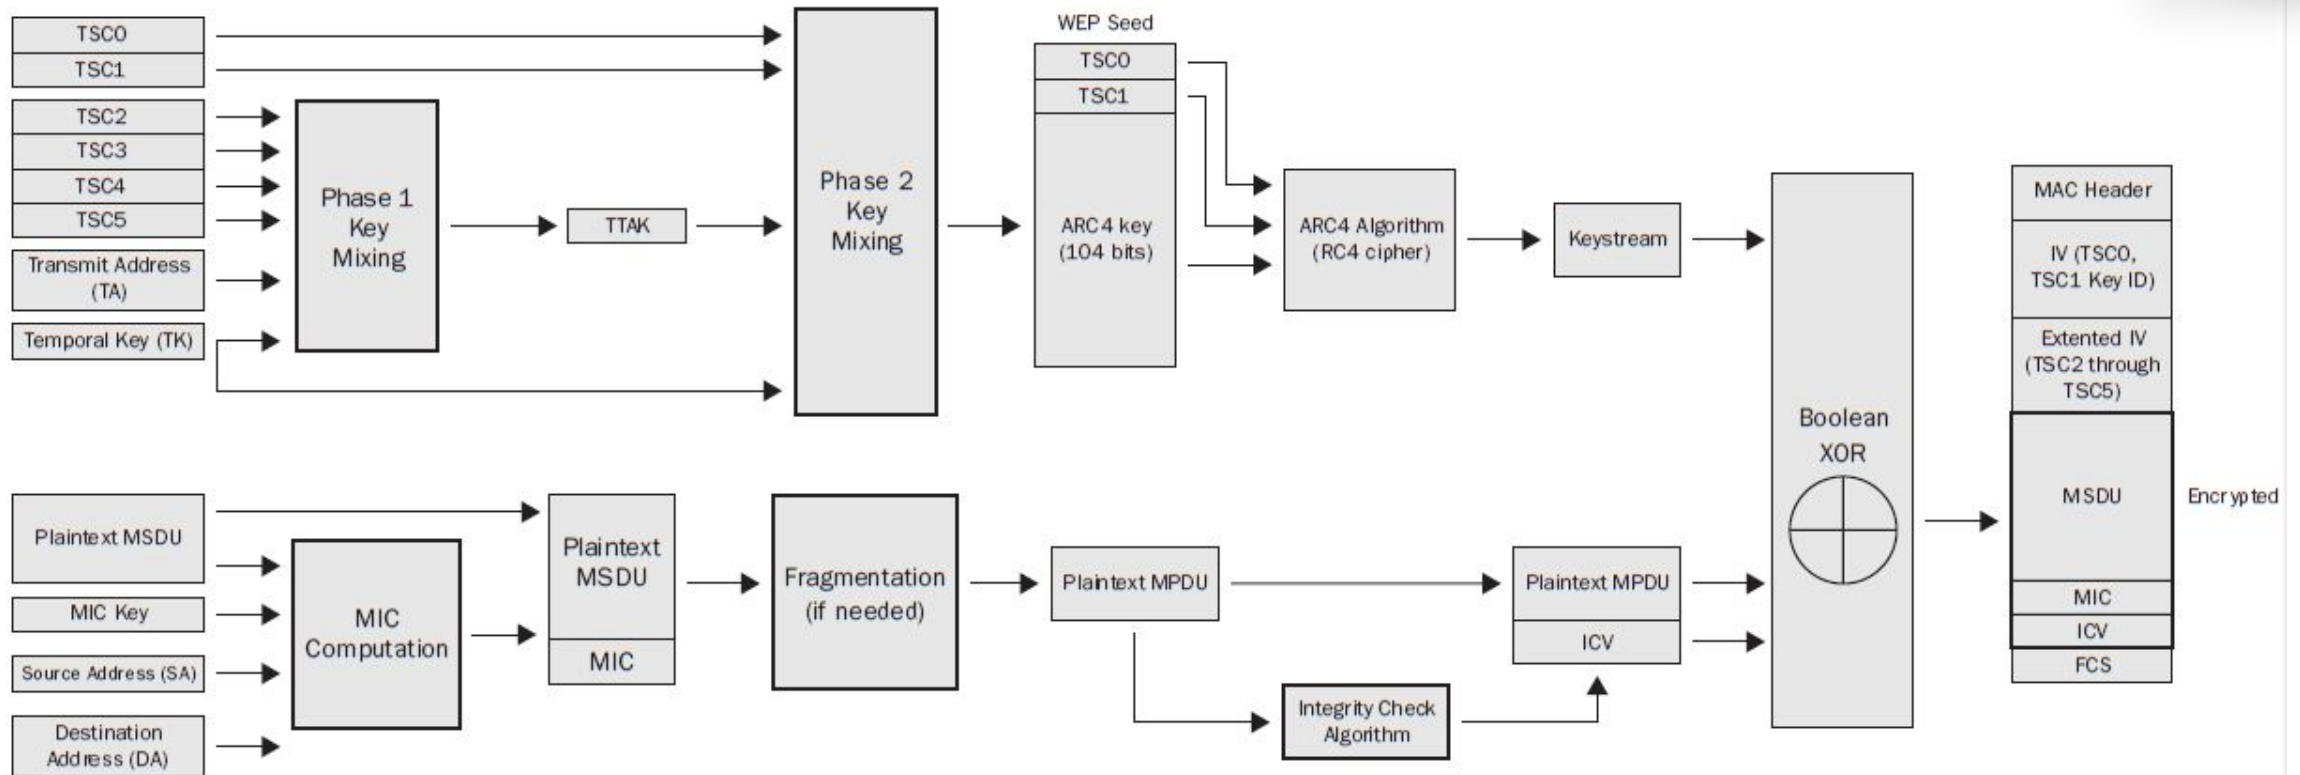 TSC0
TSC1
TSC2
TSC3
TSC4
TSC5
Transmit Address
(TA)
Temporal Key (TK)
Phase 1
Key
Mixing
TTAK
Phase 2
Key
Mixing
WEP Seed
TSC0
TSC1
ARC4 key
(104 bits)
ARC4 Algorithm
(RC4 cipher)
Keystream
Plaintext MSDU
MIC Key
Source Address (SA)
Destination
Address (DA)
MIC
Computation
Plaintext
MSDU
MIC
Fragmentation
(if needed)
Plaintext MPDU
Integrity Check
Algorithm
Plaintext MPDU
ICV
Boolean
XOR
MAC Header
IV (TSC0,
TSC1 Key ID)
Extented IV
(TSC2 through
TSC5)
MSDU
MIC
ICV
FCS
Encrypted